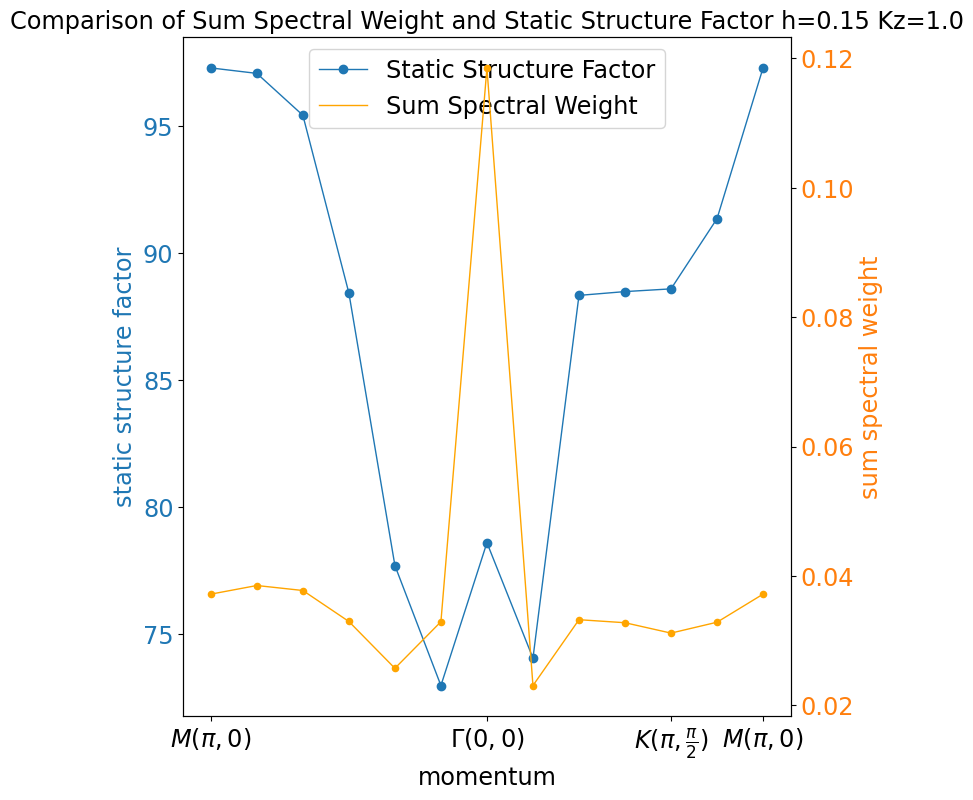 Comparison of Sum Spectral Weight and Static Structure Factor h=0.15 Kz=1.0
Static Structure Factor
Sum Spectral Weight
static structure factor
95
90
85
80
75
0.12
0.10
0.08
0.06
0.04
0.02
sum spectral weight
M(π, 0)
Γ(0, 0)
K(π, π/2)
M(π, 0)
momentum